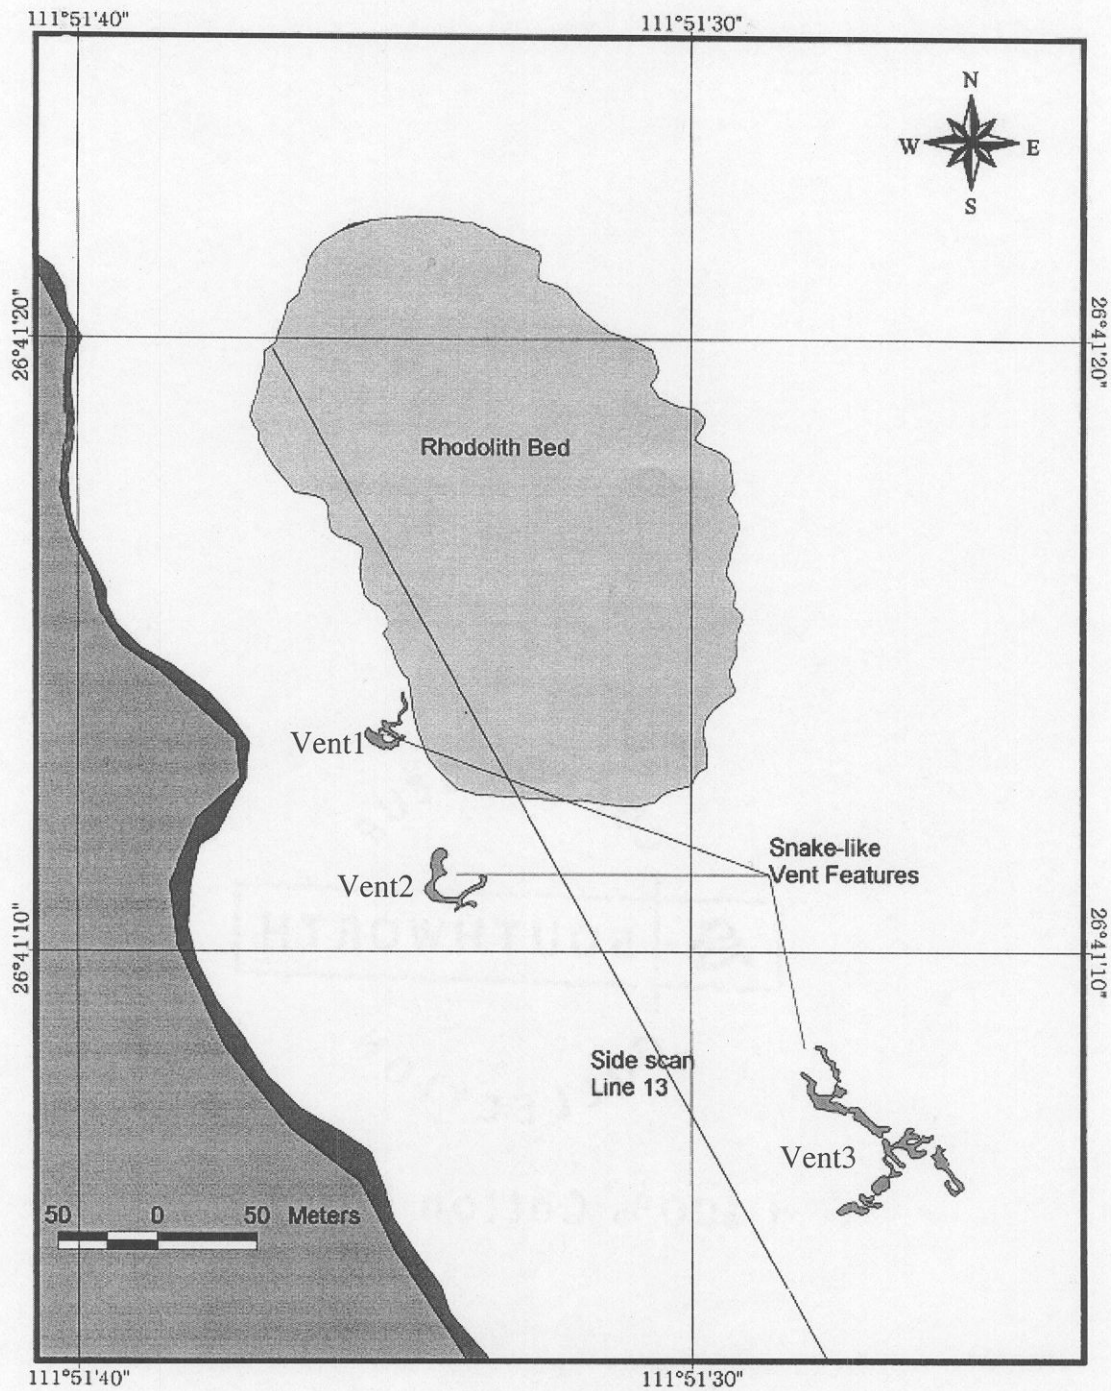 111°51'40"
111°51'30"
N
W
E
S
26°41'20"
26°41'20"
Rhodolith Bed
Vent1
Snake-like
Vent Features
Vent2
26°41'10"
26°41'10"
Side scan
Line 13
Vent3
50 0 50 Meters
111°51'40"
111°51'30"